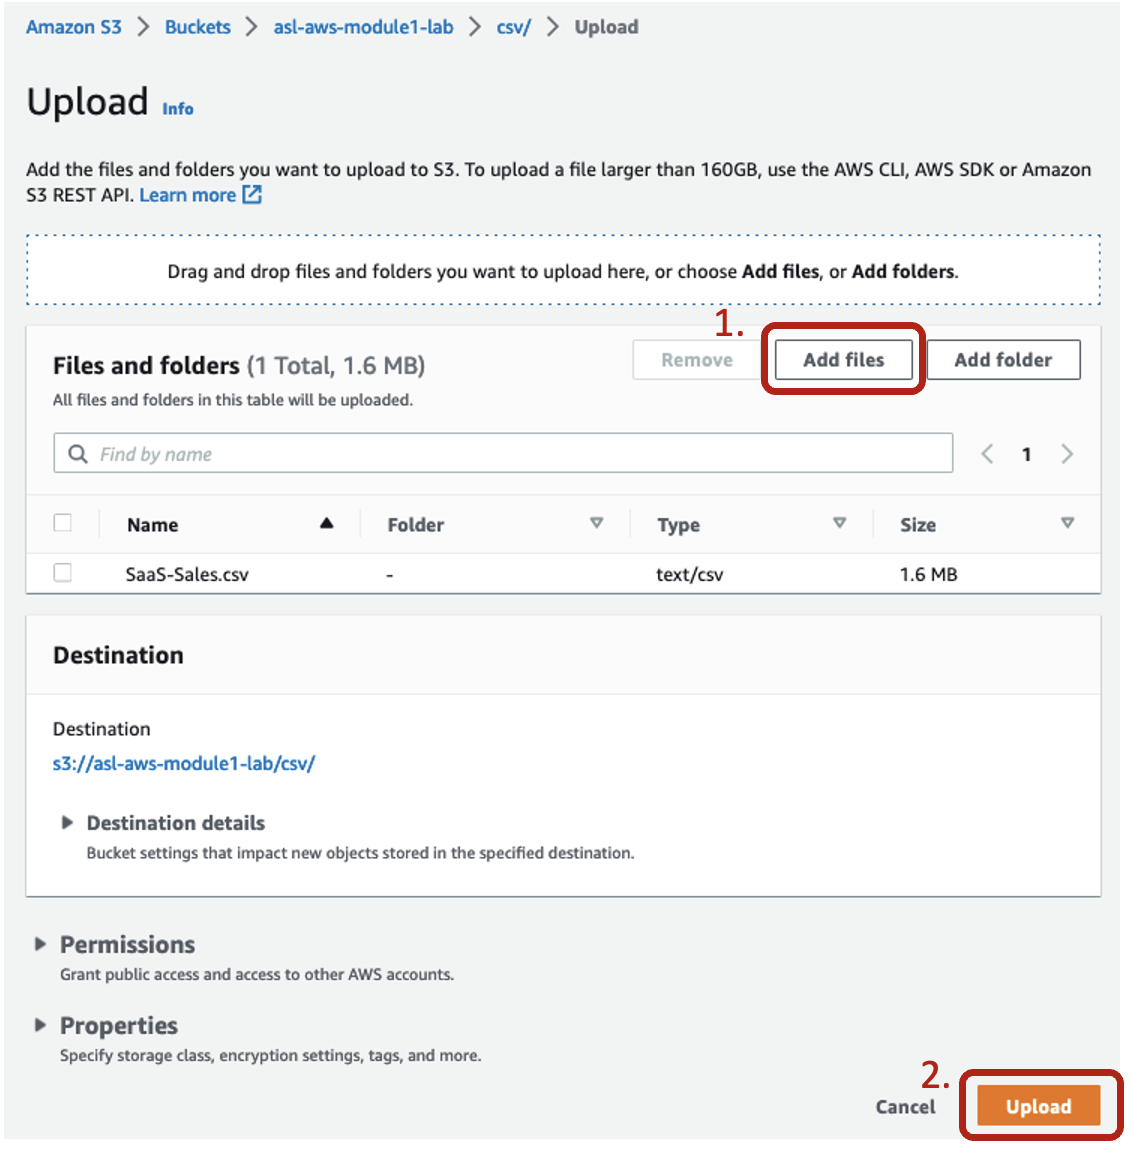 Amazon S3 > Buckets > asl-aws-module1-lab > csv/ > Upload
Upload Info
Add the files and folders you want to upload to S3. To upload a file larger than 160GB, use the AWS CLI, AWS SDK or Amazon
S3 REST API. Learn more
Drag and drop files and folders you want to upload here, or choose Add files, or Add folders.
1.
Files and folders (1 Total, 1.6 MB)
Remove
Add files
Add folder
All files and folders in this table will be uploaded.
Find by name
1
Name Folder Type Size
SaaS-Sales.csv - text/csv 1.6 MB
Destination
Destination
s3://asl-aws-module1-lab/csv/
Destination details
Bucket settings that impact new objects stored in the specified destination.
Permissions
Grant public access and access to other AWS accounts.
Properties
Specify storage class, encryption settings, tags, and more.
2.
Cancel
Upload